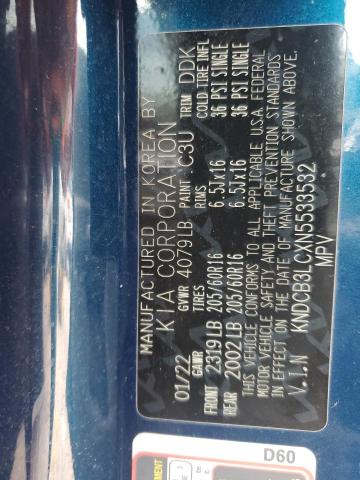 MANUFACTURED IN KOREA BY
KIA CORPORATION
01/22 GVWR 4079LB PAINT C3U TRIM DDK
GAWR TIRES RIMS COLD TIRE INFL
FRONT 2319LB 205/60R16 6.5JX16 36 PSI SINGLE
REAR 2002LB 205/60R16 6.5JX16 36 PSI SINGLE
THIS VEHICLE CONFORMS TO ALL APPLICABLE U.S.A. FEDERAL
MOTOR VEHICLE SAFETY AND THEFT PREVENTION STANDARDS
IN EFFECT ON THE DATE OF MANUFACTURE SHOWN ABOVE.
V.I.N KNDCB3LCXN5533532
MPV
D60